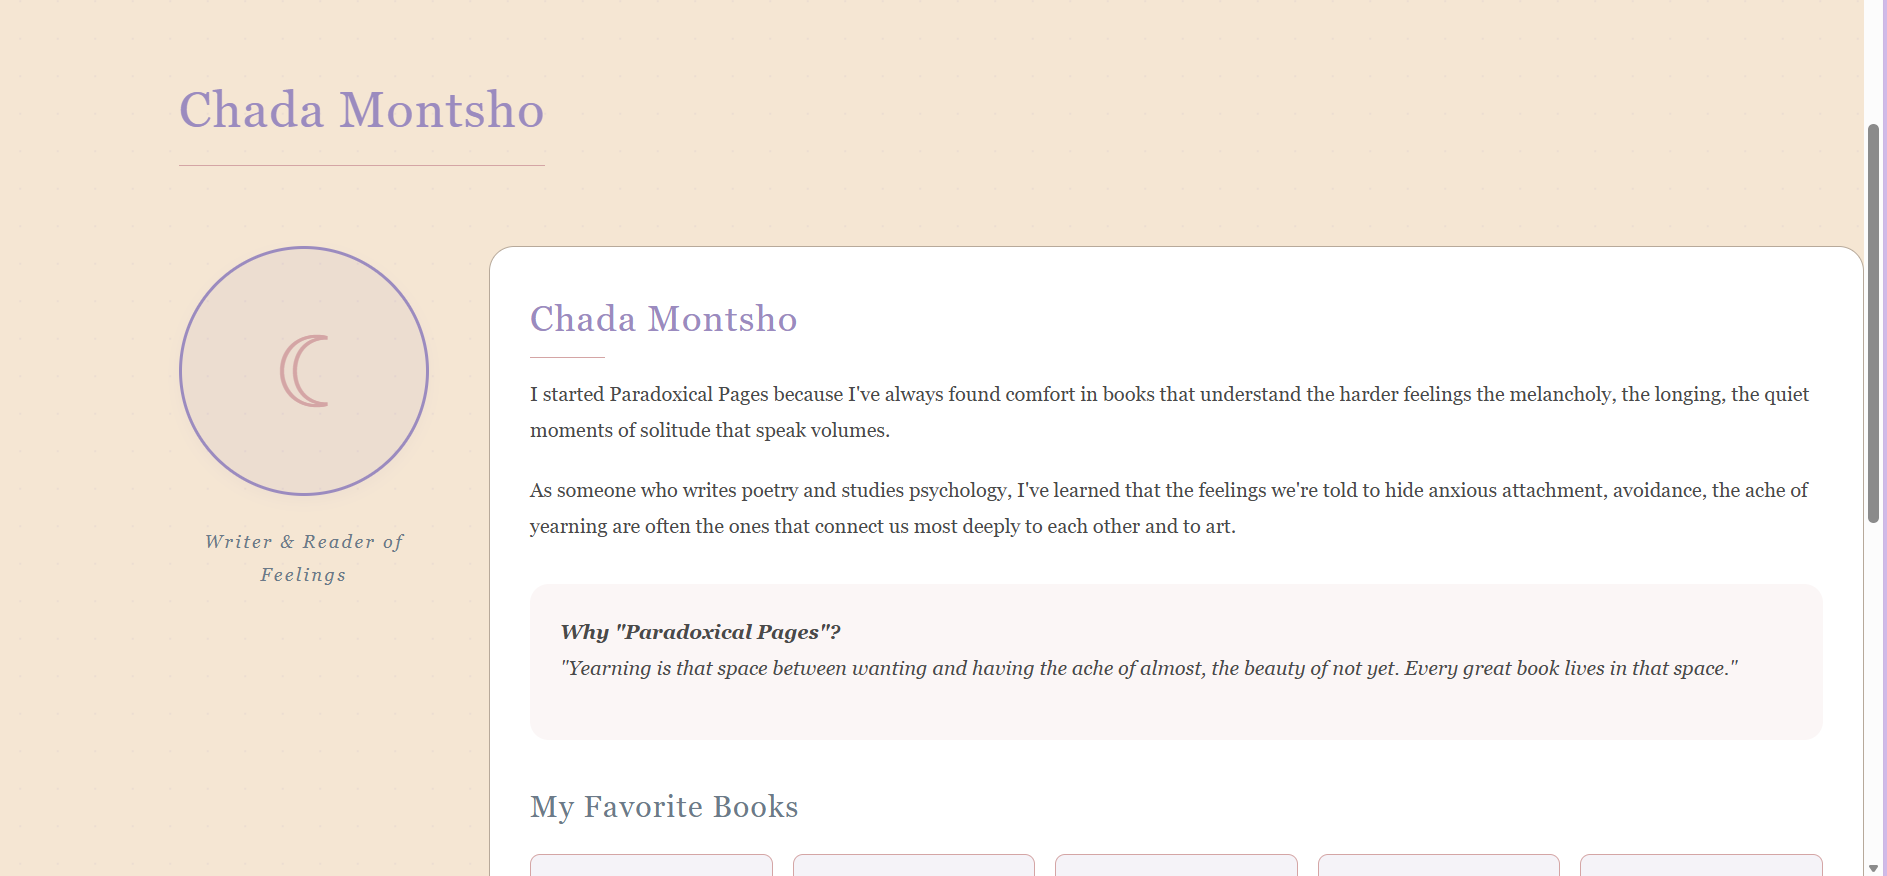 Chada Montsho
Writer & Reader of
Feelings
Chada Montsho
I started Paradoxical Pages because I've always found comfort in books that understand the harder feelings the melancholy, the longing, the quiet
moments of solitude that speak volumes.
As someone who writes poetry and studies psychology, I've learned that the feelings we're told to hide anxious attachment, avoidance, the ache of
yearning are often the ones that connect us most deeply to each other and to art.
Why "Paradoxical Pages"?
"Yearning is that space between wanting and having the ache of almost, the beauty of not yet. Every great book lives in that space."
My Favorite Books